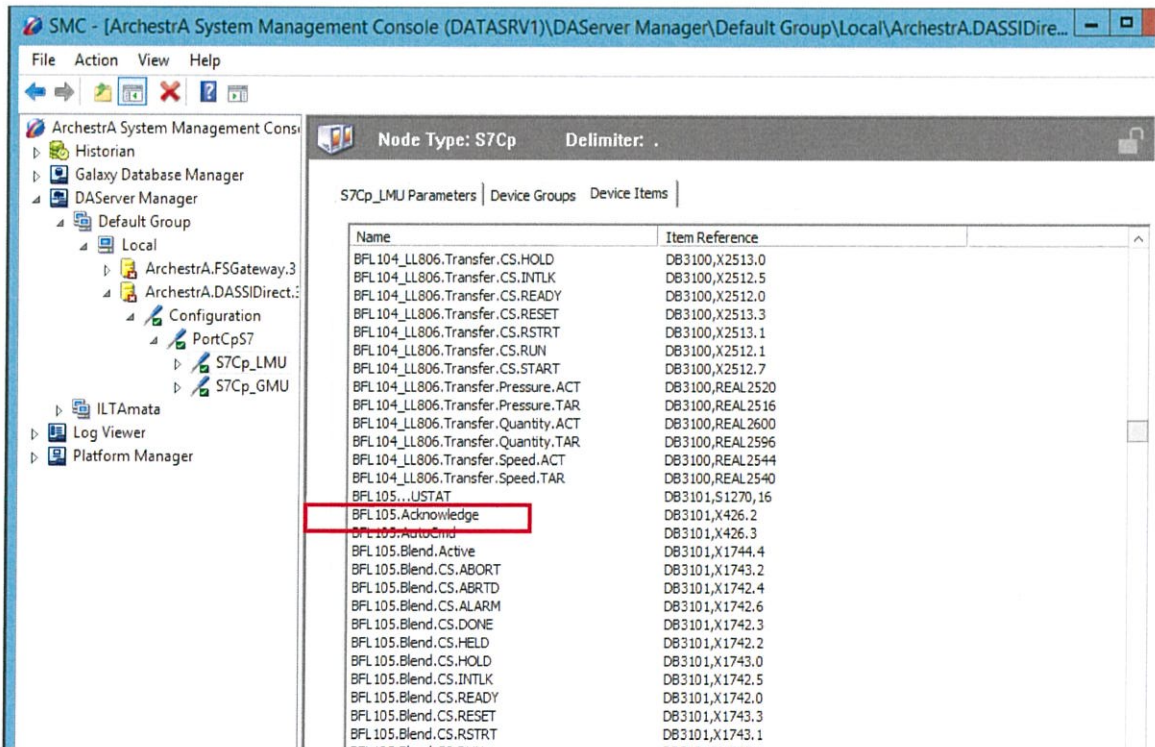 SMC - [ArchestrA System Management Console (DATASRV1)\DAServer Manager\Default Group\Local\ArchestrA.DASSIDire...
File Action View Help
ArchestrA System Management Conso
Historian
Galaxy Database Manager
DAServer Manager
Default Group
Local
ArchestrA.FSGateway.3
ArchestrA.DASSIDirect.3
Configuration
PortCpS7
S7Cp_LMU
S7Cp_GMU
ILTAmata
Log Viewer
Platform Manager
Node Type: S7Cp Delimiter: .
S7Cp_LMU Parameters Device Groups Device Items
Name Item Reference
BFL104_LL806.Transfer.CS.HOLD DB3100,X2513.0
BFL104_LL806.Transfer.CS.INTLK DB3100,X2512.5
BFL104_LL806.Transfer.CS.READY DB3100,X2512.0
BFL104_LL806.Transfer.CS.RESET DB3100,X2513.3
BFL104_LL806.Transfer.CS.RSTRT DB3100,X2513.1
BFL104_LL806.Transfer.CS.RUN DB3100,X2512.1
BFL104_LL806.Transfer.CS.START DB3100,X2512.7
BFL104_LL806.Transfer.Pressure.ACT DB3100,REAL2520
BFL104_LL806.Transfer.Pressure.TAR DB3100,REAL2516
BFL104_LL806.Transfer.Quantity.ACT DB3100,REAL2600
BFL104_LL806.Transfer.Quantity.TAR DB3100,REAL2596
BFL104_LL806.Transfer.Speed.ACT DB3100,REAL2544
BFL104_LL806.Transfer.Speed.TAR DB3100,REAL2540
BFL105...USTAT DB3101,S1270,16
BFL105.Acknowledge DB3101,X426.2
BFL105.AutoCmd DB3101,X426.3
BFL105.Blend.Active DB3101,X1744.4
BFL105.Blend.CS.ABORT DB3101,X1743.2
BFL105.Blend.CS.ABRTD DB3101,X1742.4
BFL105.Blend.CS.ALARM DB3101,X1742.6
BFL105.Blend.CS.DONE DB3101,X1742.3
BFL105.Blend.CS.HELD DB3101,X1742.2
BFL105.Blend.CS.HOLD DB3101,X1743.0
BFL105.Blend.CS.INTLK DB3101,X1742.5
BFL105.Blend.CS.READY DB3101,X1742.0
BFL105.Blend.CS.RESET DB3101,X1743.3
BFL105.Blend.CS.RSTRT DB3101,X1743.1